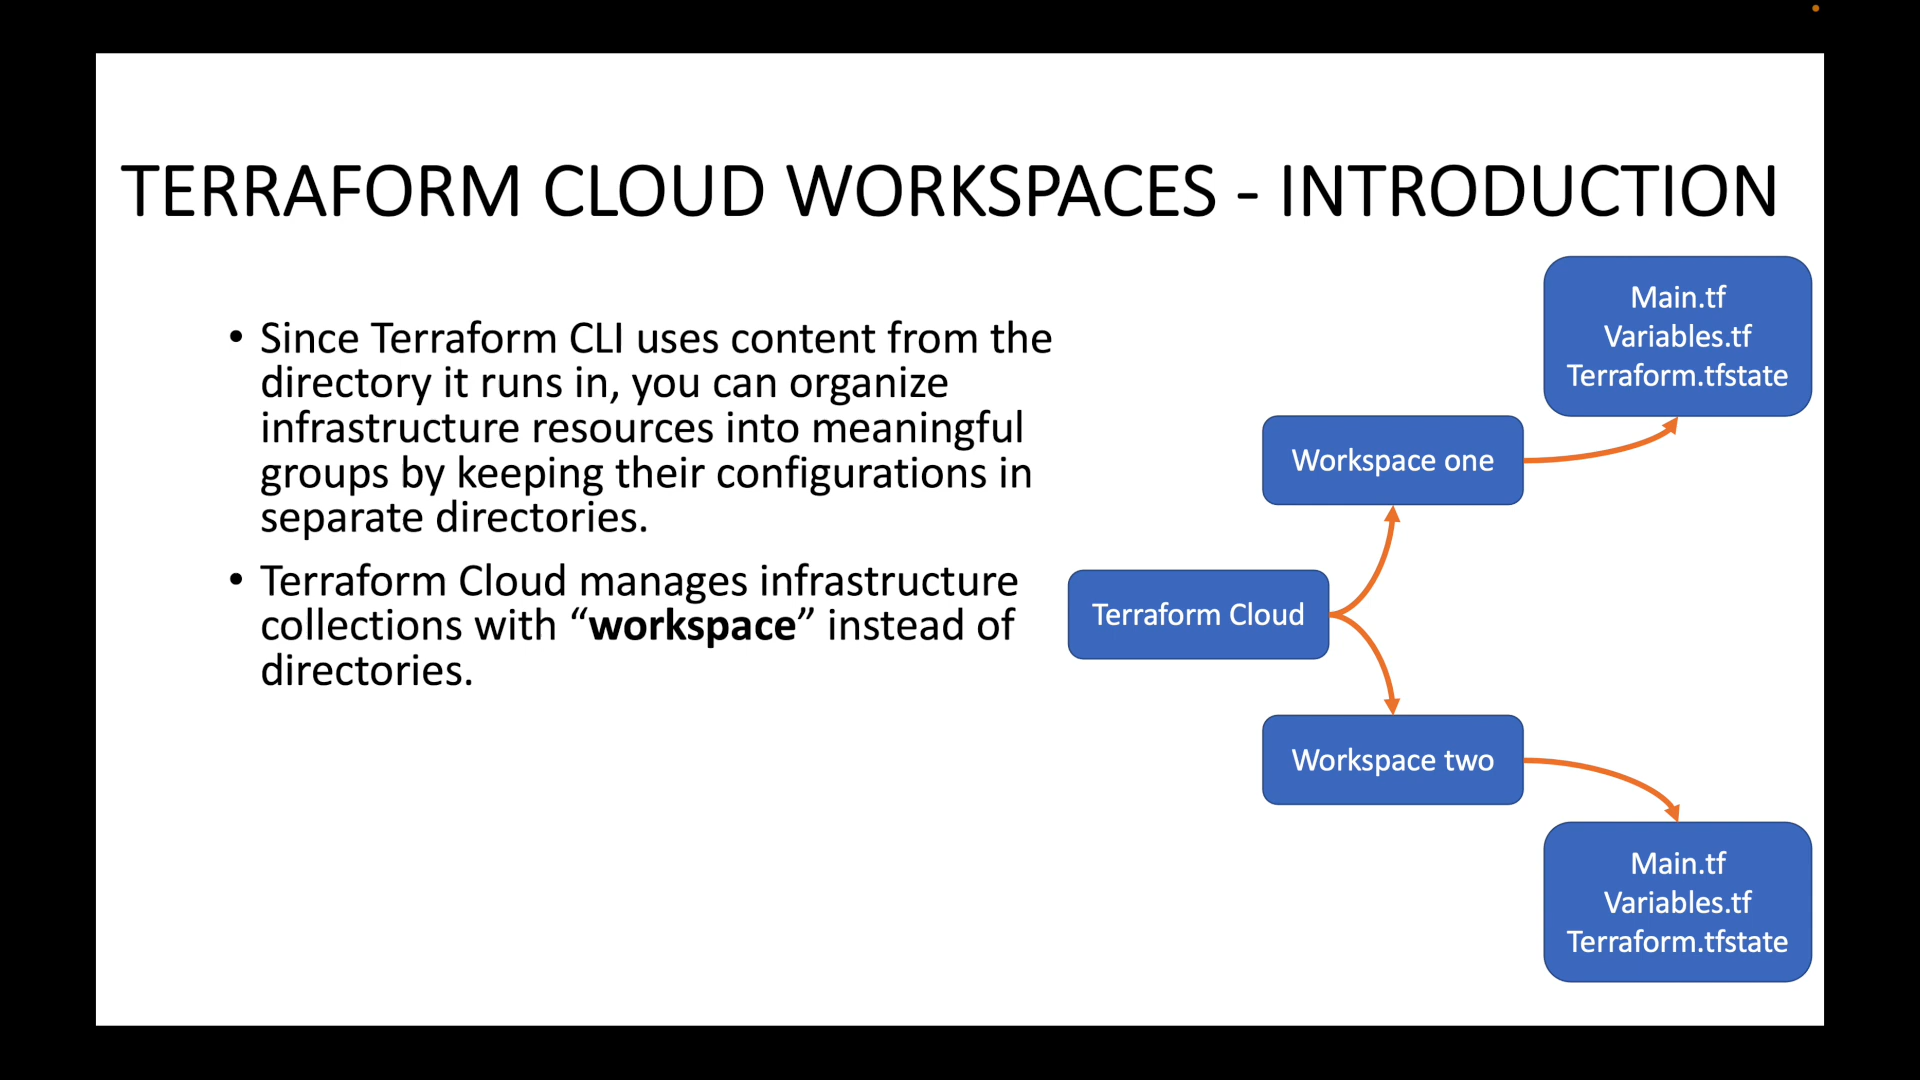 TERRAFORM CLOUD WORKSPACES - INTRODUCTION
• Since Terraform CLI uses content from the
directory it runs in, you can organize
infrastructure resources into meaningful
groups by keeping their configurations in
separate directories.
• Terraform Cloud manages infrastructure
collections with “workspace” instead of
directories.
Main.tf
Variables.tf
Terraform.tfstate
Workspace one
Terraform Cloud
Workspace two
Main.tf
Variables.tf
Terraform.tfstate